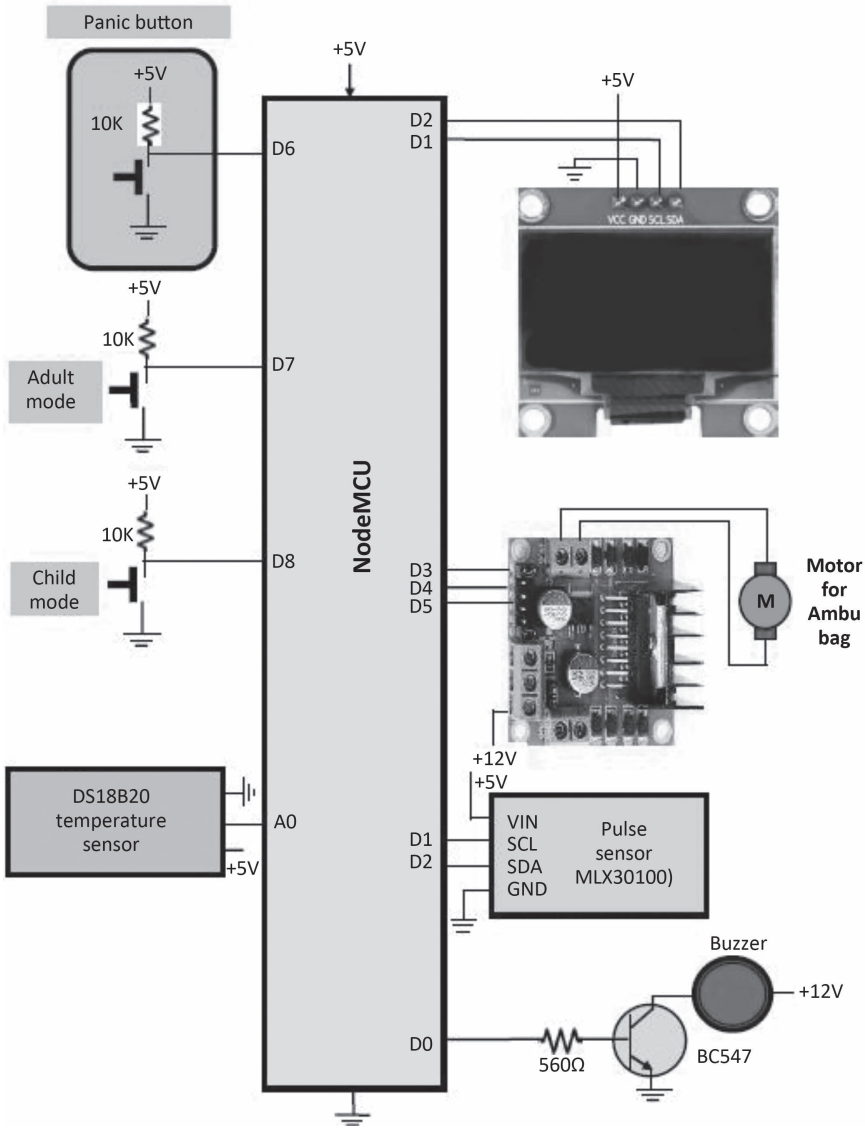 Panic button
+5V
10K
D6
+5V
10K
Adult
mode
D7
+5V
10K
Child
mode
D8
DS18B20
temperature
sensor
A0
+5V
+5V
NodeMCU
D2
D1
+5V
VCC GND SCL SDA
D3
D4
D5
M
Motor
for
Ambu
bag
+12V
+5V
D1
D2
VIN
SCL
SDA
GND
Pulse
sensor
MLX30100)
Buzzer
+12V
D0
560Ω
BC547